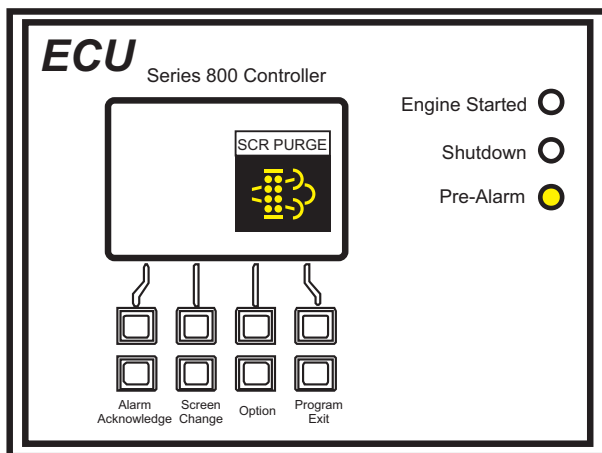 ECU
Series 800 Controller
SCR PURGE
Engine Started
Shutdown
Pre-Alarm
Alarm
Acknowledge
Screen
Change
Option
Program
Exit